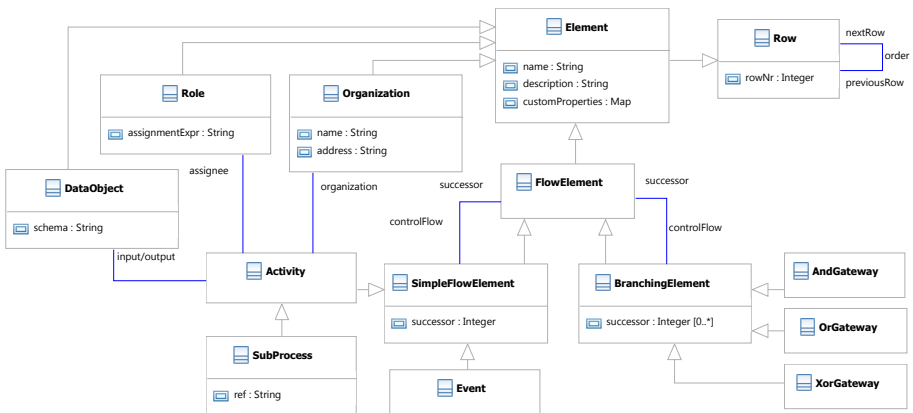 Element
name : String
description : String
customProperties : Map
Row
rowNr : Integer
nextRow
order
previousRow
Role
assignmentExpr : String
Organization
name : String
address : String
assignee
organization
DataObject
schema : String
input/output
successor
FlowElement
successor
controlFlow
controlFlow
Activity
SimpleFlowElement
successor : Integer
BranchingElement
successor : Integer [0..*]
AndGateway
OrGateway
XorGateway
SubProcess
ref : String
Event